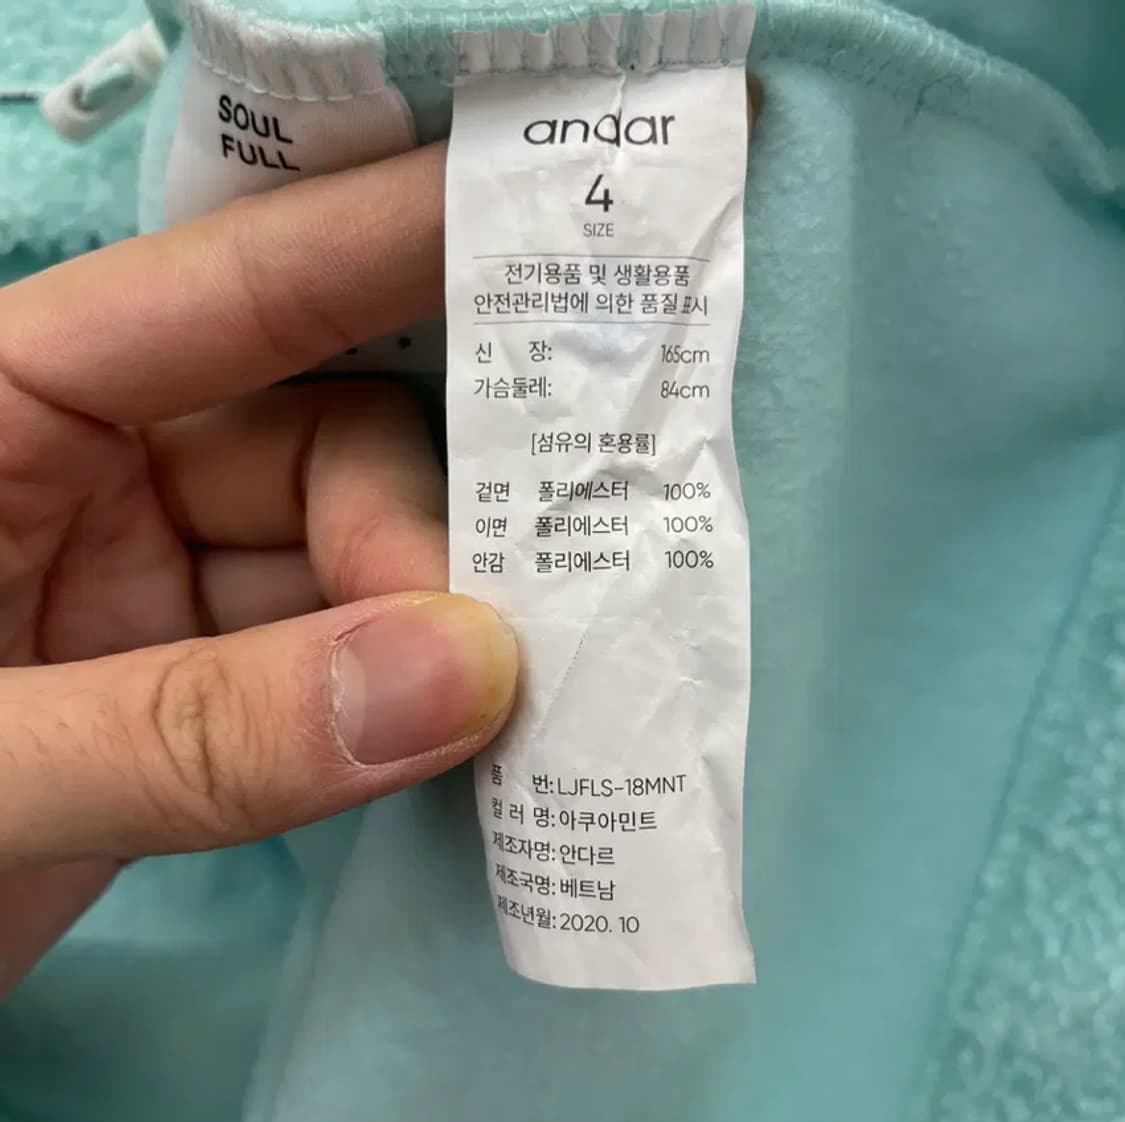 SOUL
FULL
andar
4
SIZE
전기용품 및 생활용품
안전관리법에 의한 품질표시
신 장: 165cm
가슴둘레: 84cm
[섬유의 혼용률]
겉면 폴리에스터 100%
이면 폴리에스터 100%
안감 폴리에스터 100%
품 번: LJFLS-18MNT
컬 러 명: 아쿠아민트
제조자명: 안다르
제조국명: 베트남
제조년월: 2020. 10